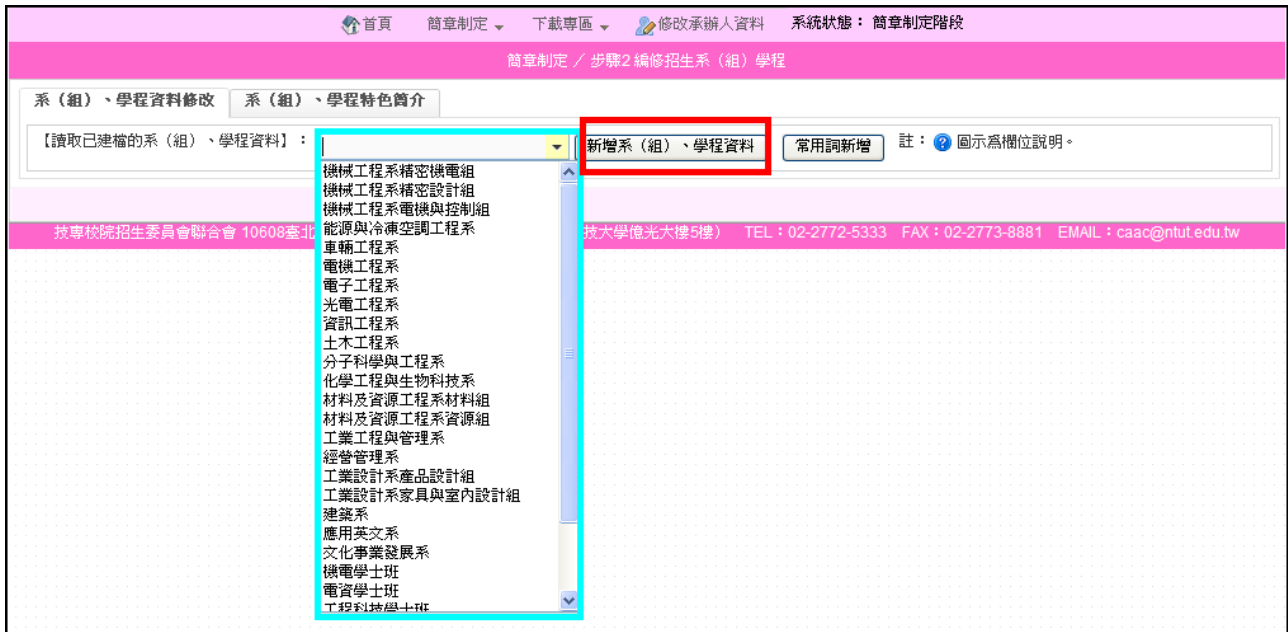 首頁 簡章制定 下載專區 修改承辦人資料 系統狀態： 簡章制定階段
簡章制定 ／ 步驟2 編修招生系（組）學程
系（組）、學程資料修改 系（組）、學程特色簡介
【讀取已建檔的系（組）、學程資料】： 新增系（組）、學程資料 常用詞新增 註： 圖示為欄位說明。
機械工程系精密機電組
機械工程系精密設計組
機械工程系電機與控制組
能源與冷凍空調工程系
技專校院招生委員會聯合會 10608臺北 技大學億光大樓5樓） TEL：02-2772-5333 FAX：02-2773-8881 EMAIL：caac@ntut.edu.tw
車輛工程系
電機工程系
電子工程系
光電工程系
資訊工程系
土木工程系
分子科學與工程系
化學工程與生物科技系
材料及資源工程系材料組
材料及資源工程系資源組
工業工程與管理系
經營管理系
工業設計系產品設計組
工業設計系家具與室內設計組
建築系
應用英文系
文化事業發展系
機電學士班
電資學士班
工程科技學士班